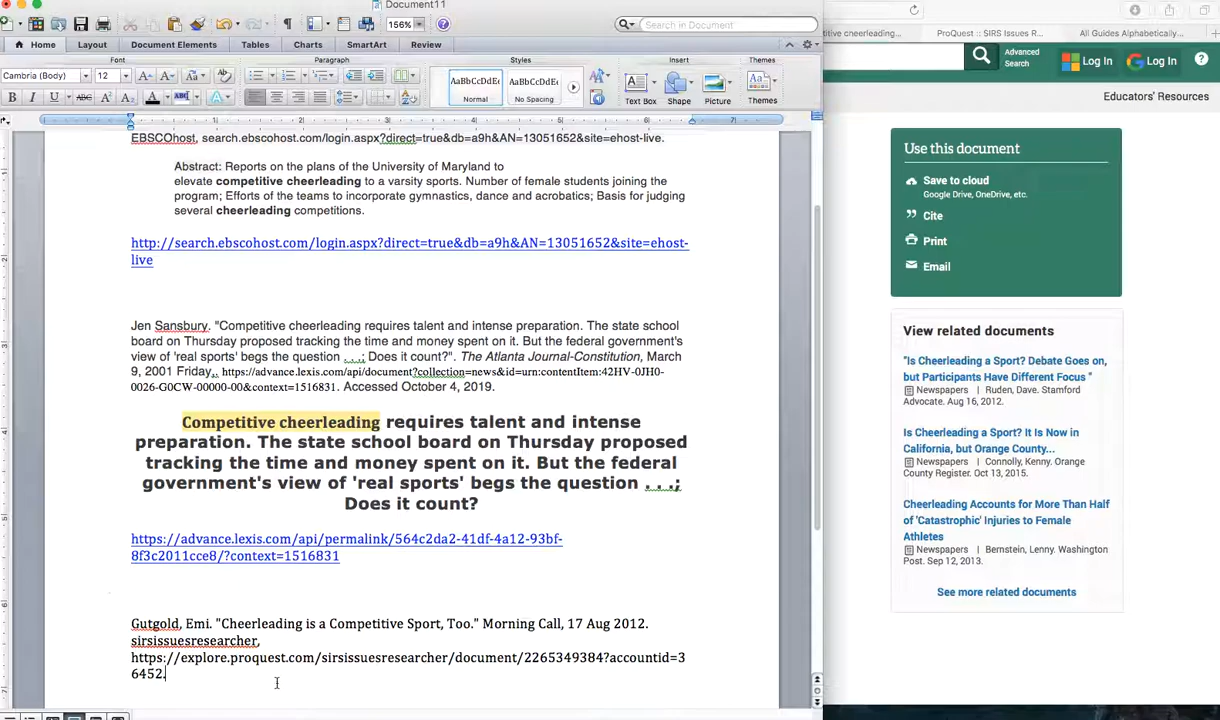 Document11
156%
Search in Document
Home Layout Document Elements Tables Charts SmartArt Review
Font Paragraph Styles Insert Themes
Cambria (Body) 12
AaBbCcDdEe AaBbCcDdEe
Normal No Spacing Text Box Shape Picture Themes
EBSCOhost, search.ebscohost.com/login.aspx?direct=true&db=a9h&AN=13051652&site=ehost-live.
Abstract: Reports on the plans of the University of Maryland to
elevate competitive cheerleading to a varsity sports. Number of female students joining the
program; Efforts of the teams to incorporate gymnastics, dance and acrobatics; Basis for judging
several cheerleading competitions.
http://search.ebscohost.com/login.aspx?direct=true&db=a9h&AN=13051652&site=ehost-
live
Jen Sansbury. "Competitive cheerleading requires talent and intense preparation. The state school
board on Thursday proposed tracking the time and money spent on it. But the federal government's
view of 'real sports' begs the question . . .; Does it count?". The Atlanta Journal-Constitution, March
9, 2001 Friday,. https://advance.lexis.com/api/document?collection=news&id=urn:contentItem:42HV-0JH0-
0026-G0CW-00000-00&context=1516831. Accessed October 4, 2019.
Competitive cheerleading requires talent and intense
preparation. The state school board on Thursday proposed
tracking the time and money spent on it. But the federal
government's view of 'real sports' begs the question . . .;
Does it count?
https://advance.lexis.com/api/permalink/564c2da2-41df-4a12-93bf-
8f3c2011cce8/?context=1516831
Gutgold, Emi. "Cheerleading is a Competitive Sport, Too." Morning Call, 17 Aug 2012.
sirsissuesresearcher,
https://explore.proquest.com/sirsissuesresearcher/document/2265349384?accountid=3
6452.
titive cheerleading... ProQuest :: SIRS Issues R... All Guides Alphabetically...
Advanced
Search
Log In
Log In
Educators' Resources
Use this document
Save to cloud
Google Drive, OneDrive, etc.
Cite
Print
Email
View related documents
"Is Cheerleading a Sport? Debate Goes on,
but Participants Have Different Focus "
Newspapers | Ruden, Dave. Stamford
Advocate. Aug 16, 2012.
Is Cheerleading a Sport? It Is Now in
California, but Orange County...
Newspapers | Connolly, Kenny. Orange
County Register. Oct 13, 2015.
Cheerleading Accounts for More Than Half
of 'Catastrophic' Injuries to Female
Athletes
Newspapers | Bernstein, Lenny. Washington
Post. Sep 12, 2013.
See more related documents